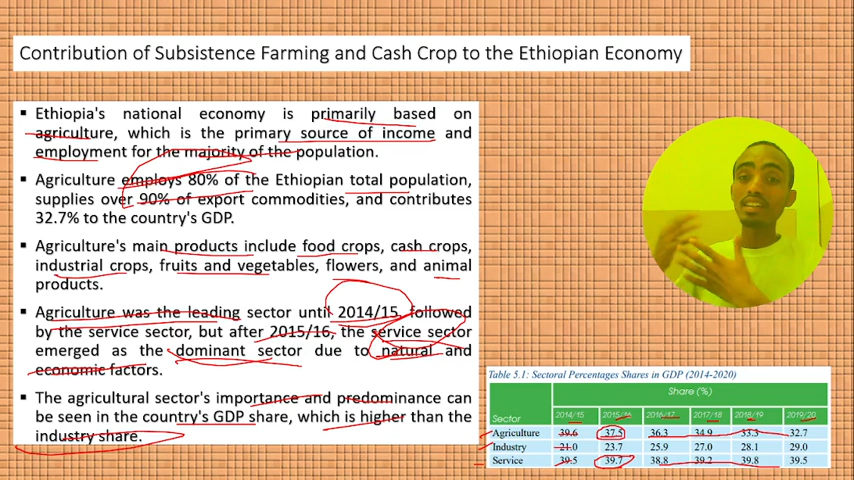 Contribution of Subsistence Farming and Cash Crop to the Ethiopian Economy
▪ Ethiopia's national economy is primarily based on
agriculture, which is the primary source of income and
employment for the majority of the population.
▪ Agriculture employs 80% of the Ethiopian total population,
supplies over 90% of export commodities, and contributes
32.7% to the country's GDP.
▪ Agriculture's main products include food crops, cash crops,
industrial crops, fruits and vegetables, flowers, and animal
products.
▪ Agriculture was the leading sector until 2014/15, followed
by the service sector, but after 2015/16, the service sector
emerged as the dominant sector due to natural and
economic factors.
▪ The agricultural sector's importance and predominance can
be seen in the country's GDP share, which is higher than the
industry share.
Table 5.1: Sectoral Percentages Shares in GDP (2014-2020)
Share (%)
Sector 2014/15 2015/16 2016/17 2017/18 2018/19 2019/20
Agriculture 39.6 37.5 36.3 34.9 33.3 32.7
Industry 21.0 23.7 25.9 27.0 28.1 29.0
Service 39.5 39.7 38.8 39.2 39.8 39.5